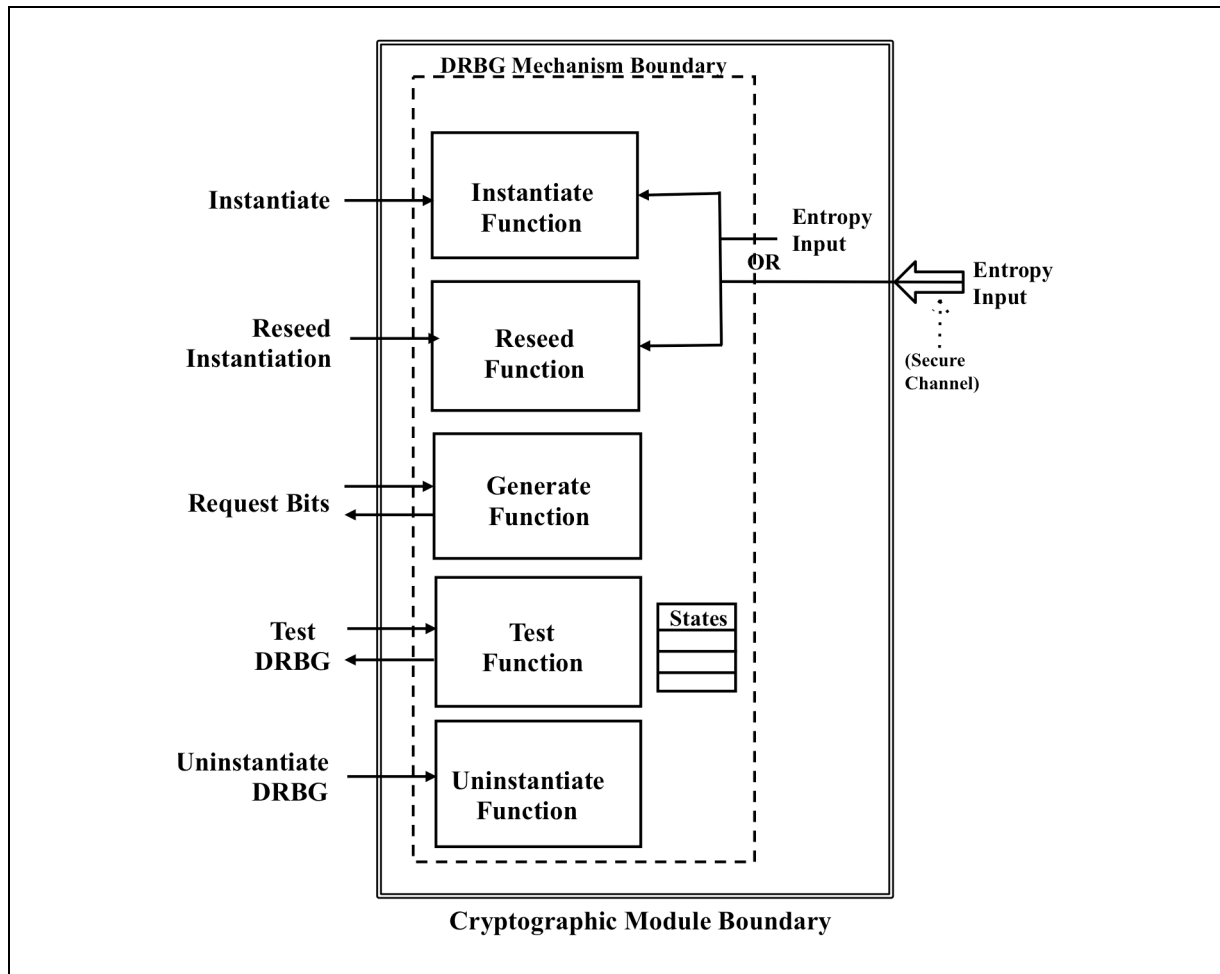 DRBG Mechanism Boundary
Instantiate
Instantiate
Function
Entropy
Input
OR
Entropy
Input
(Secure
Channel)
Reseed
Instantiation
Reseed
Function
Request Bits
Generate
Function
Test
DRBG
Test
Function
States
Uninstantiate
DRBG
Uninstantiate
Function
Cryptographic Module Boundary